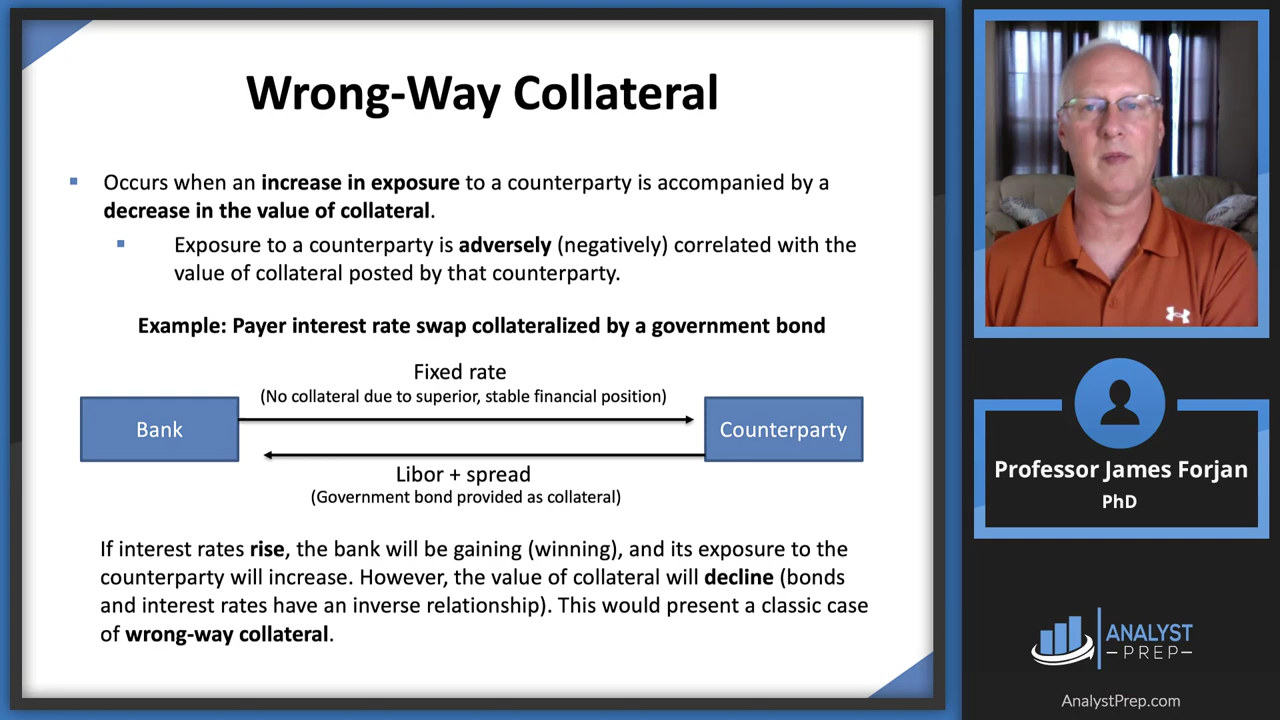 Wrong-Way Collateral
Occurs when an increase in exposure to a counterparty is accompanied by a
decrease in the value of collateral.
Exposure to a counterparty is adversely (negatively) correlated with the
value of collateral posted by that counterparty.
Example: Payer interest rate swap collateralized by a government bond
Fixed rate
(No collateral due to superior, stable financial position)
Bank
Counterparty
Libor + spread
(Government bond provided as collateral)
If interest rates rise, the bank will be gaining (winning), and its exposure to the
counterparty will increase. However, the value of collateral will decline (bonds
and interest rates have an inverse relationship). This would present a classic case
of wrong-way collateral.
Professor James Forjan
PhD
ANALYST
PREP
AnalystPrep.com